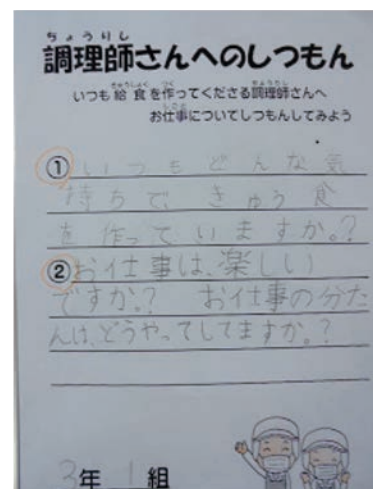 ちょうりし
調理師さんへのしつもん
きゅうしょく つく ちょうりし
いつも給食を作ってくださる調理師さんへ
しごと
お仕事についてしつもんしてみよう
① いつもどんな気
持ちで、きゅう食
を作っていますか。?
② お仕事は、楽しい
ですか。? お仕事の分た
んは、どうやってしてますか。?
3年 1組